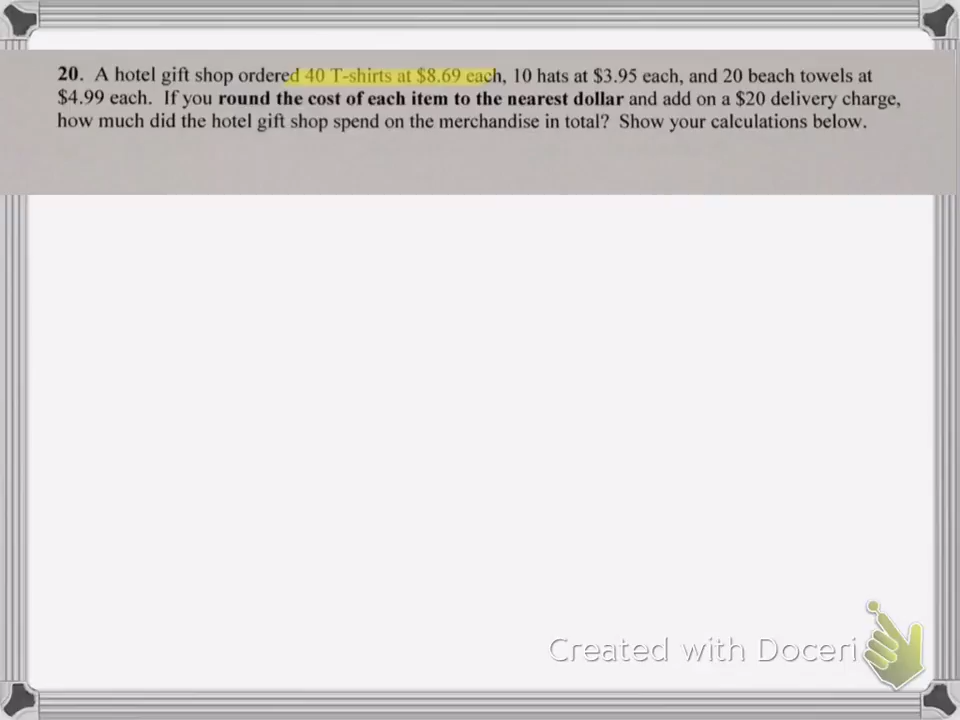 20. A hotel gift shop ordered 40 T-shirts at $8.69 each, 10 hats at $3.95 each, and 20 beach towels at
$4.99 each. If you round the cost of each item to the nearest dollar and add on a $20 delivery charge,
how much did the hotel gift shop spend on the merchandise in total? Show your calculations below.
Created with Doceri